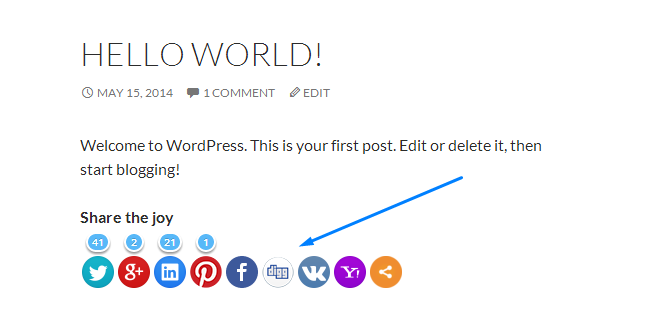 HELLO WORLD!
MAY 15, 2014 1 COMMENT EDIT
Welcome to WordPress. This is your first post. Edit or delete it, then
start blogging!
Share the joy
41 2 21 1
g+ in f Y!